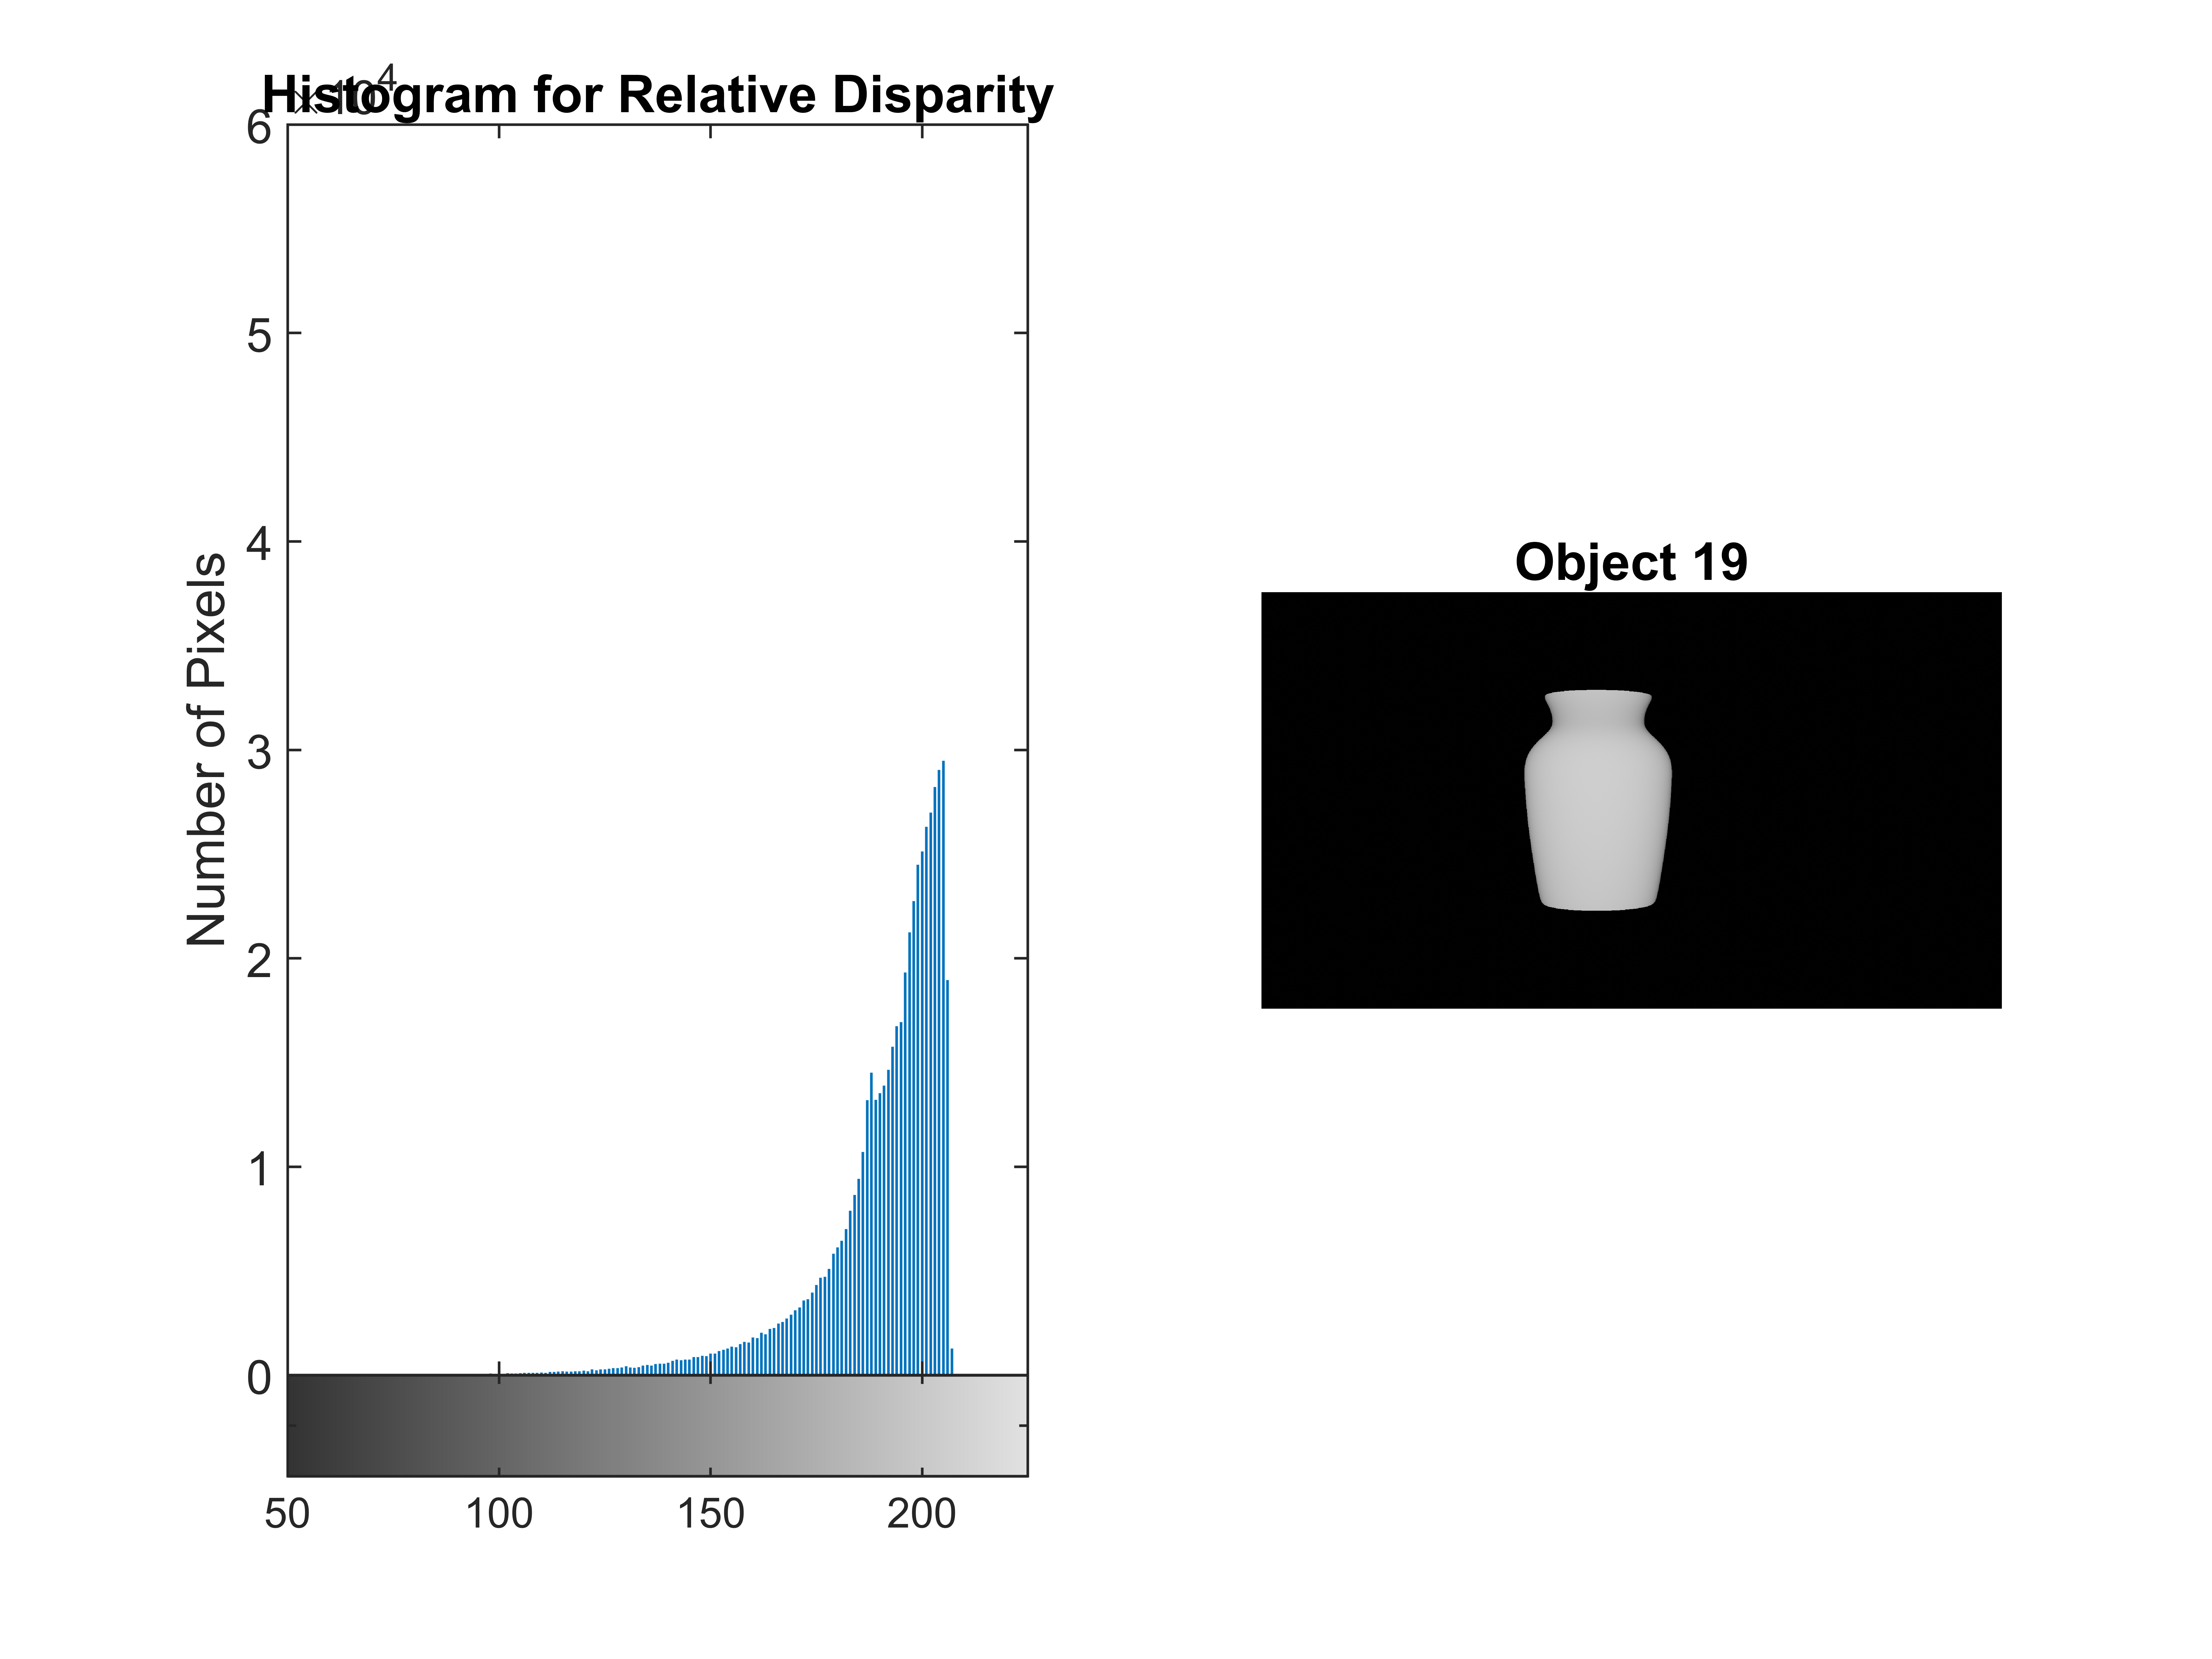 ×10⁴
Histogram for Relative Disparity
6
5
4
3
2
1
0
Number of Pixels
50 100 150 200
Object 19